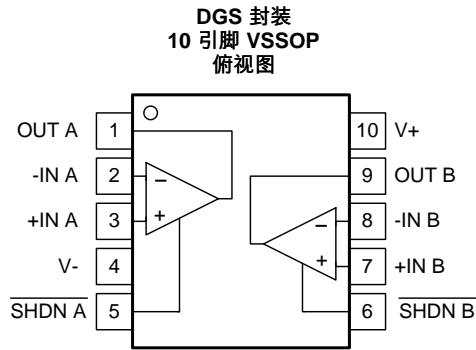 DGS 封装
10 引脚 VSSOP
俯视图
OUT A 1 10 V+
-IN A 2 − 9 OUT B
+IN A 3 + − 8 -IN B
V- 4 + 7 +IN B
SHDN A 5 6 SHDN B